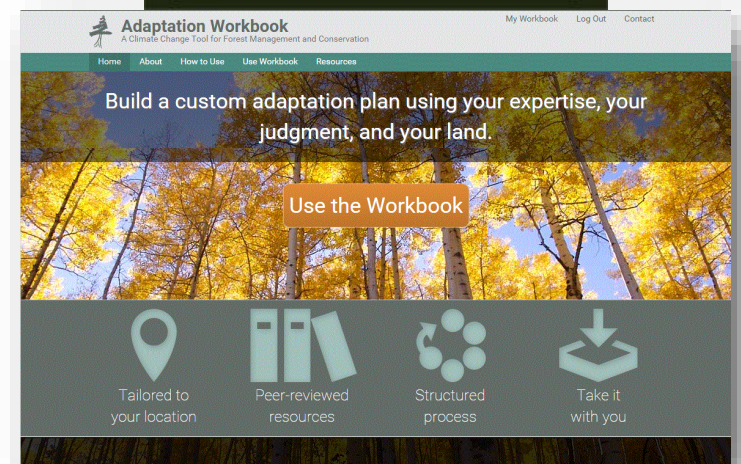 Adaptation Workbook
A Climate Change Tool for Forest Management and Conservation
My Workbook Log Out Contact
Home About How to Use Use Workbook Resources
Build a custom adaptation plan using your expertise, your
judgment, and your land.
Use the Workbook
Tailored to
your location
Peer-reviewed
resources
Structured
process
Take it
with you